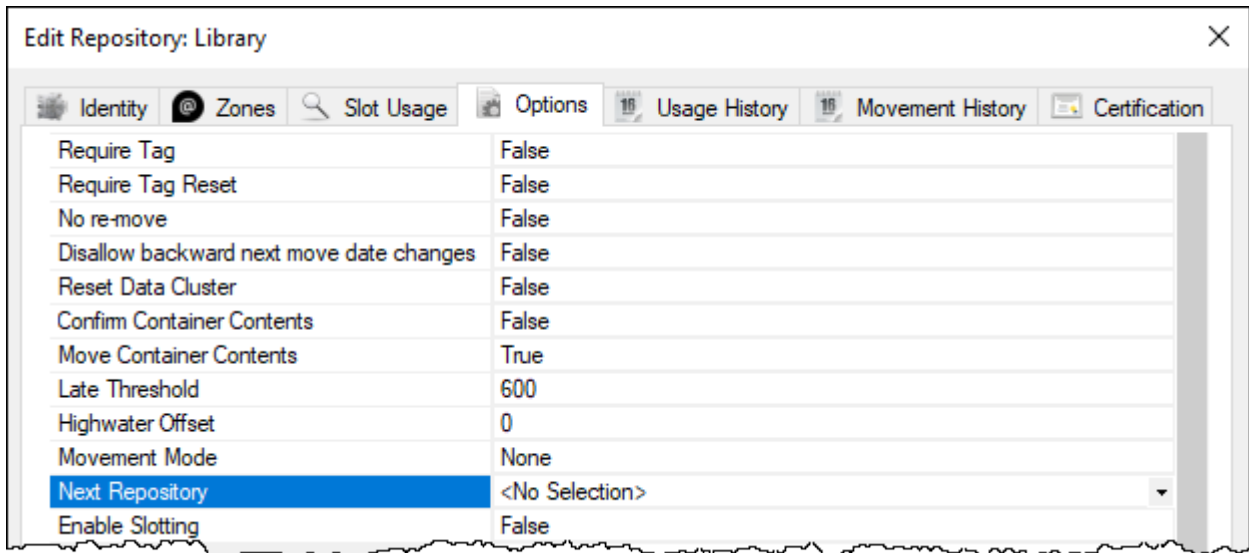 Edit Repository: Library
Identity Zones Slot Usage Options 16 Usage History 16 Movement History Certification
Require Tag False
Require Tag Reset False
No re-move False
Disallow backward next move date changes False
Reset Data Cluster False
Confirm Container Contents False
Move Container Contents True
Late Threshold 600
Highwater Offset 0
Movement Mode None
Next Repository <No Selection>
Enable Slotting False